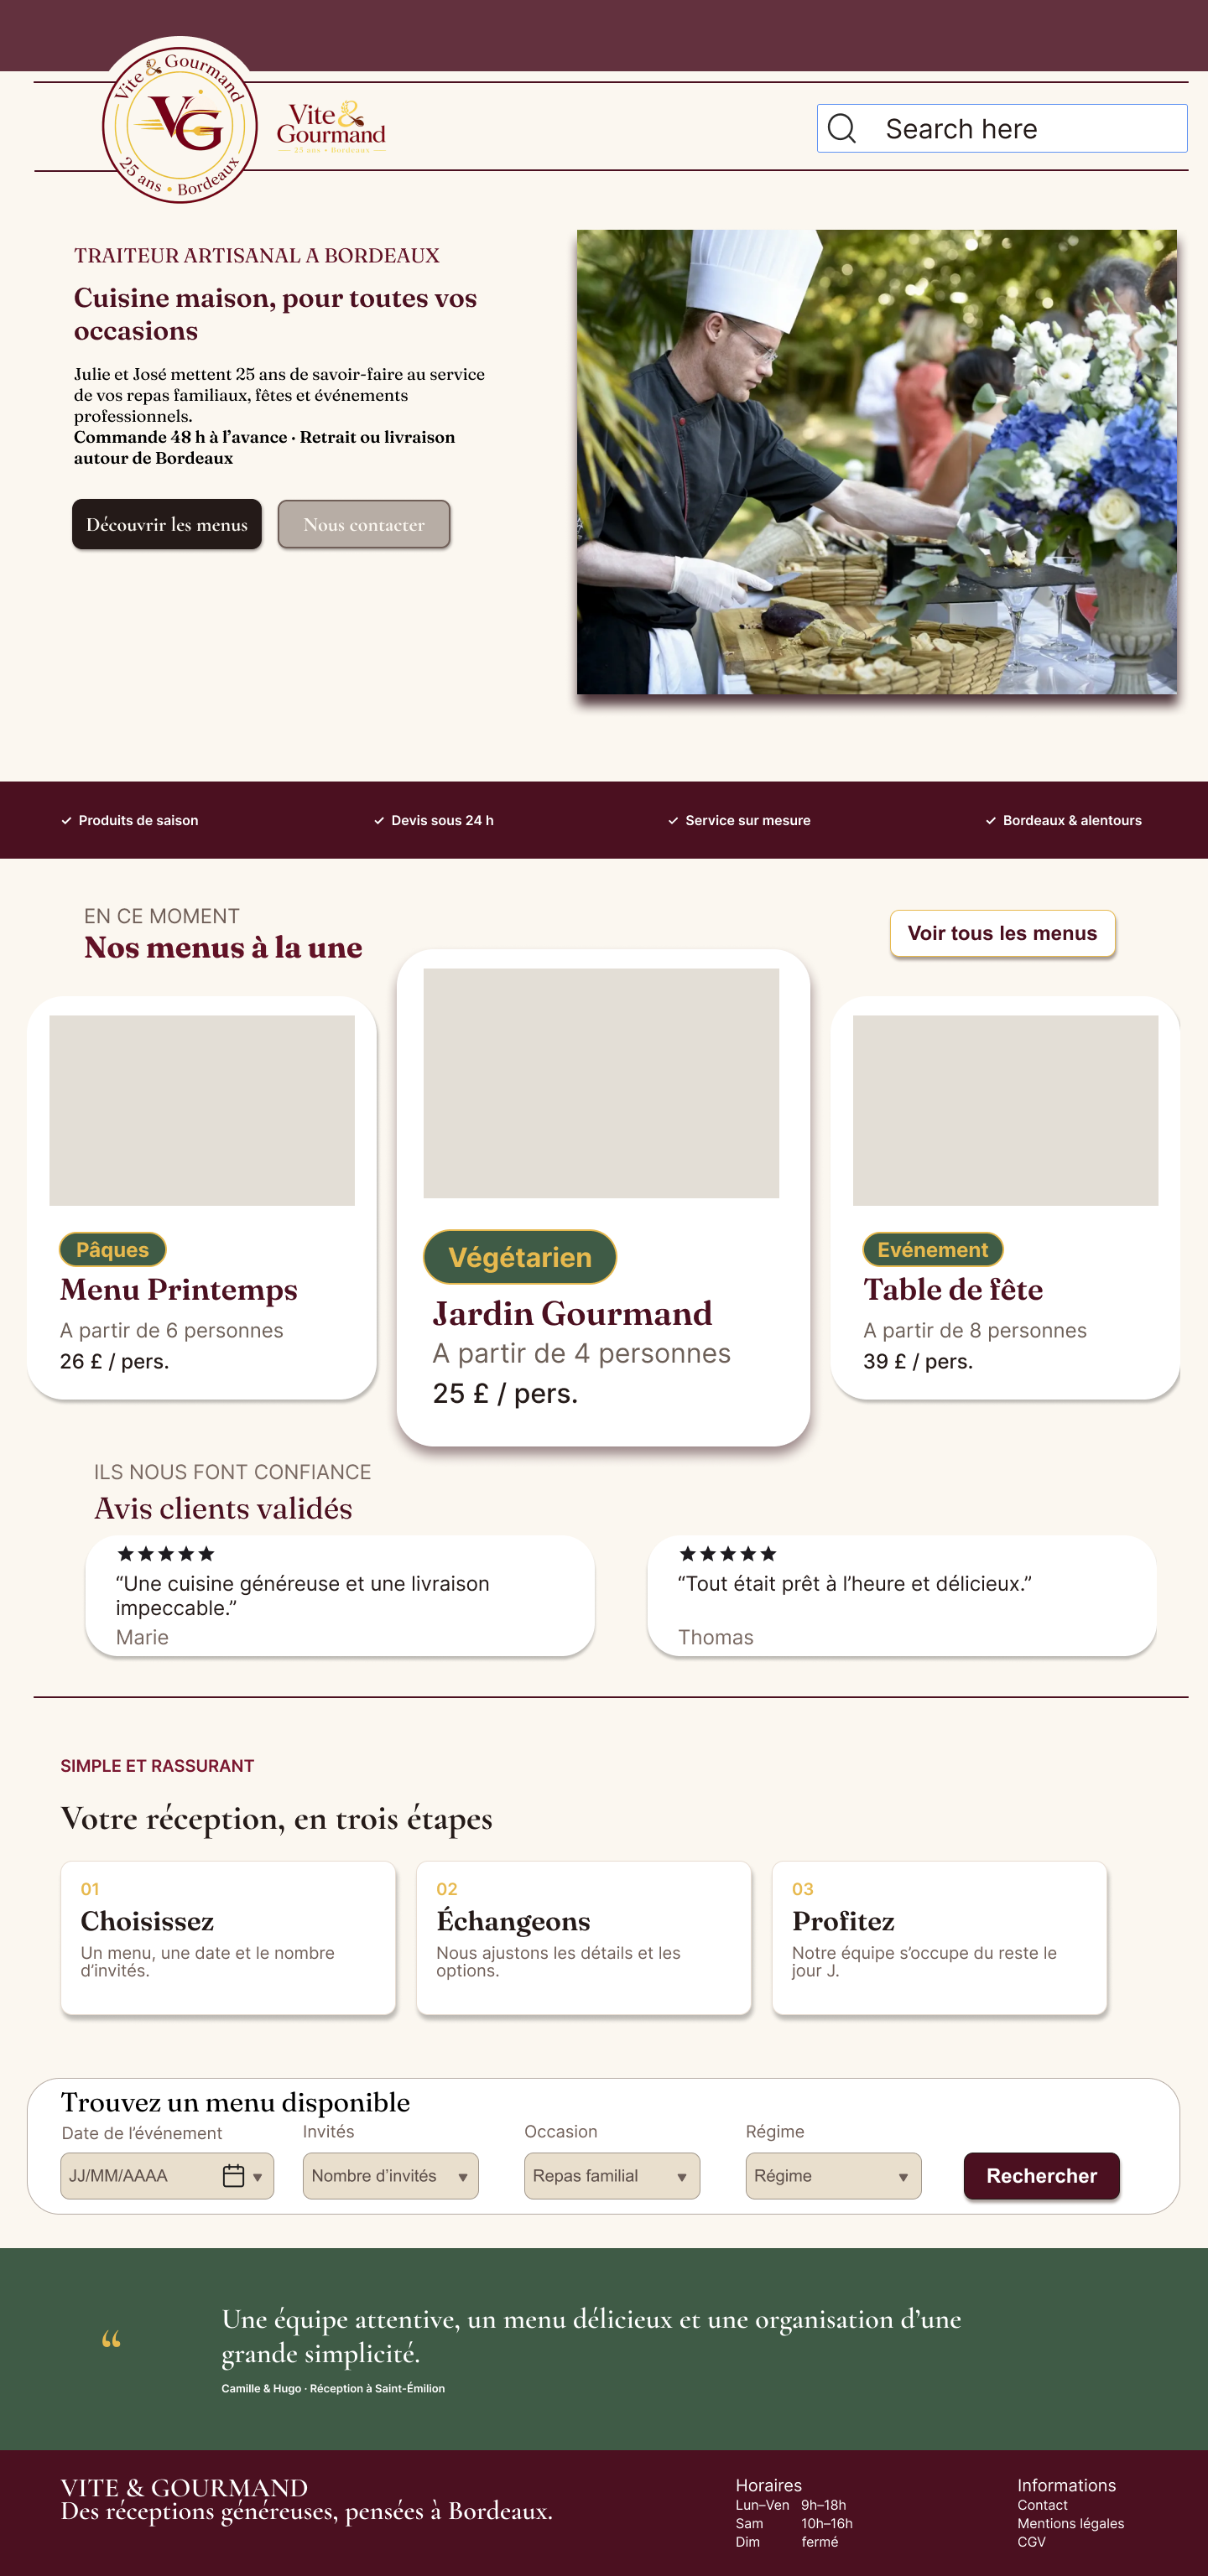 Vite & Gourmand
VG
25 ans • Bordeaux
Vite &
Gourmand
25 ans • Bordeaux
Search here
TRAITEUR ARTISANAL A BORDEAUX
Cuisine maison, pour toutes vos
occasions
Julie et José mettent 25 ans de savoir-faire au service
de vos repas familiaux, fêtes et événements
professionnels.
Commande 48 h à l’avance · Retrait ou livraison
autour de Bordeaux
Découvrir les menus
Nous contacter
✓ Produits de saison
✓ Devis sous 24 h
✓ Service sur mesure
✓ Bordeaux & alentours
EN CE MOMENT
Nos menus à la une
Voir tous les menus
Pâques
Menu Printemps
A partir de 6 personnes
26 £ / pers.
Végétarien
Jardin Gourmand
A partir de 4 personnes
25 £ / pers.
Evénement
Table de fête
A partir de 8 personnes
39 £ / pers.
ILS NOUS FONT CONFIANCE
Avis clients validés
★★★★★
“Une cuisine généreuse et une livraison
impeccable.”
Marie
★★★★★
“Tout était prêt à l’heure et délicieux.”
Thomas
SIMPLE ET RASSURANT
Votre réception, en trois étapes
01
Choisissez
Un menu, une date et le nombre
d’invités.
02
Échangeons
Nous ajustons les détails et les
options.
03
Profitez
Notre équipe s’occupe du reste le
jour J.
Trouvez un menu disponible
Date de l’événement
JJ/MM/AAAA
Invités
Nombre d’invités
Occasion
Repas familial
Régime
Régime
Rechercher
“
Une équipe attentive, un menu délicieux et une organisation d’une
grande simplicité.
Camille & Hugo · Réception à Saint-Émilion
VITE & GOURMAND
Des réceptions généreuses, pensées à Bordeaux.
Horaires
Lun–Ven 9h–18h
Sam 10h–16h
Dim fermé
Informations
Contact
Mentions légales
CGV